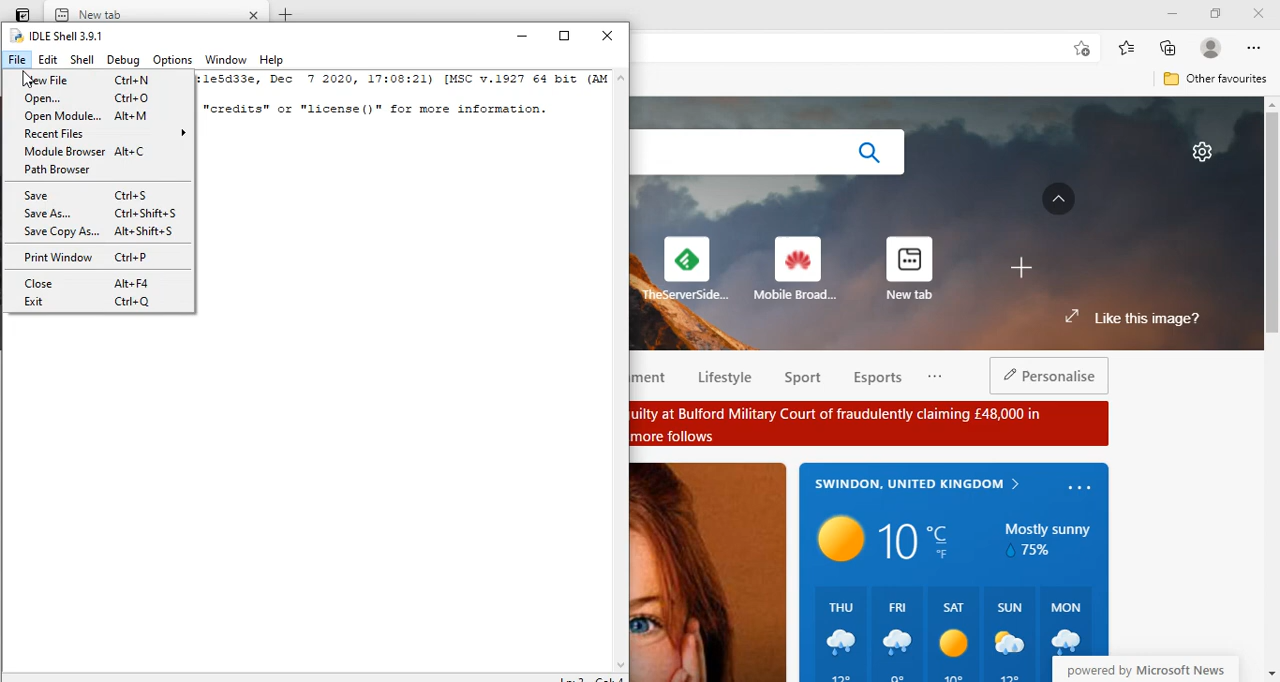 New tab
IDLE Shell 3.9.1
File Edit Shell Debug Options Window Help
New File Ctrl+N
Open... Ctrl+O
Open Module... Alt+M
Recent Files
Module Browser Alt+C
Path Browser
Save Ctrl+S
Save As... Ctrl+Shift+S
Save Copy As... Alt+Shift+S
Print Window Ctrl+P
Close Alt+F4
Exit Ctrl+Q
:1e5d33e, Dec 7 2020, 17:08:21) [MSC v.1927 64 bit (AM
"credits" or "license()" for more information.
Other favourites
TheServerSide... Mobile Broad... New tab
Like this image?
ment Lifestyle Sport Esports ... Personalise
uilty at Bulford Military Court of fraudulently claiming £48,000 in
more follows
SWINDON, UNITED KINGDOM
10 °C
°F
Mostly sunny
75%
THU FRI SAT SUN MON
12° 9° 10° 12°
powered by Microsoft News